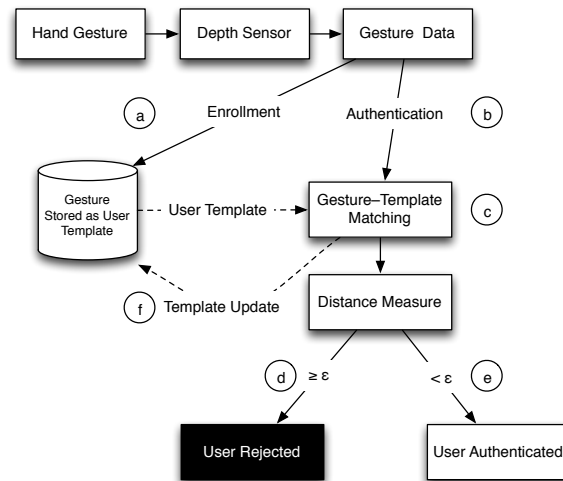 Hand Gesture
Depth Sensor
Gesture Data
a
Enrollment
Authentication
b
Gesture
Stored as User
Template
User Template
Gesture–Template
Matching
c
f
Template Update
Distance Measure
d
≥ ε
< ε
e
User Rejected
User Authenticated